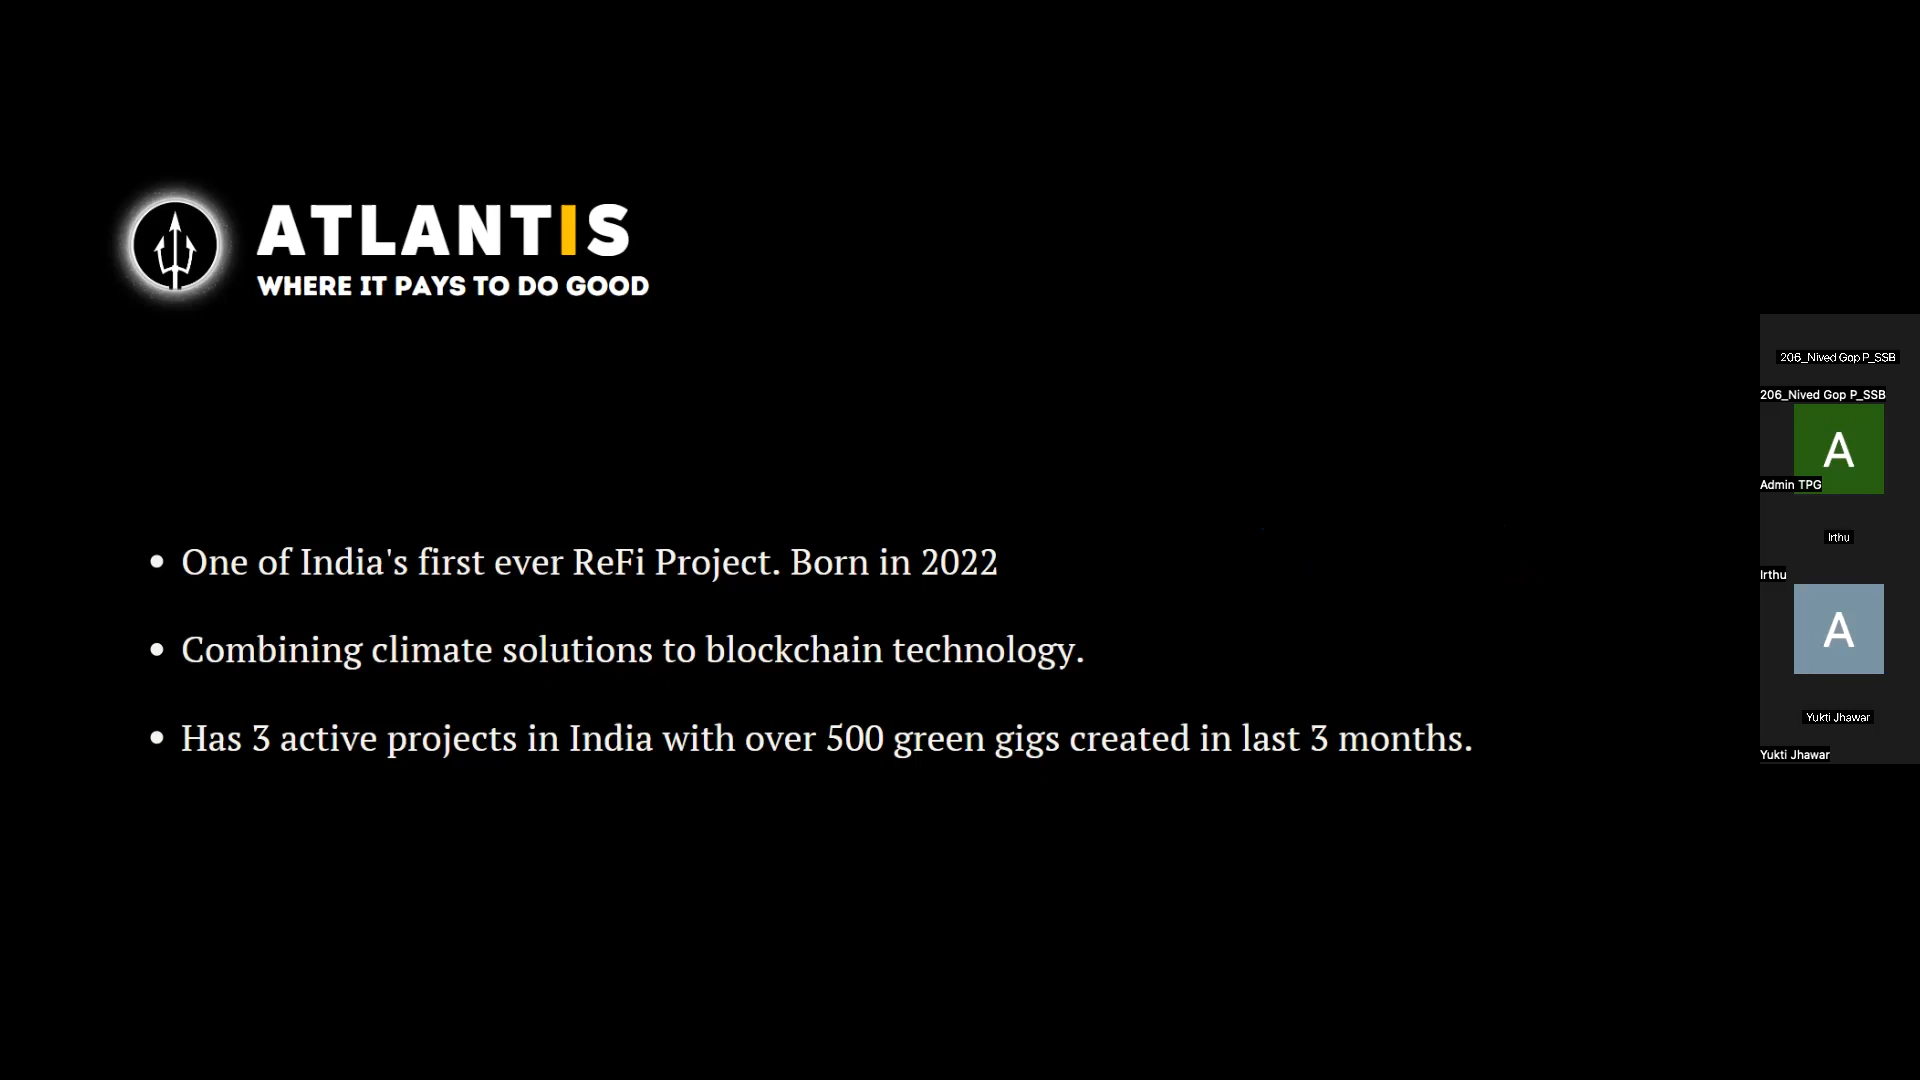 ATLANTIS
WHERE IT PAYS TO DO GOOD
• One of India's first ever ReFi Project. Born in 2022
• Combining climate solutions to blockchain technology.
• Has 3 active projects in India with over 500 green gigs created in last 3 months.
206_Nived Gop P_SSB
206_Nived Gop P_SSB
A
Admin TPG
Irthu
Irthu
A
Yukti Jhawar
Yukti Jhawar